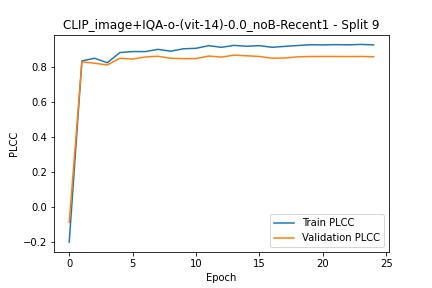 CLIP_image+IQA-o-(vit-14)-0.0_noB-Recent1 - Split 9
PLCC
0.8
0.6
0.4
0.2
0.0
−0.2
0
5
10
15
20
25
Epoch
Train PLCC
Validation PLCC